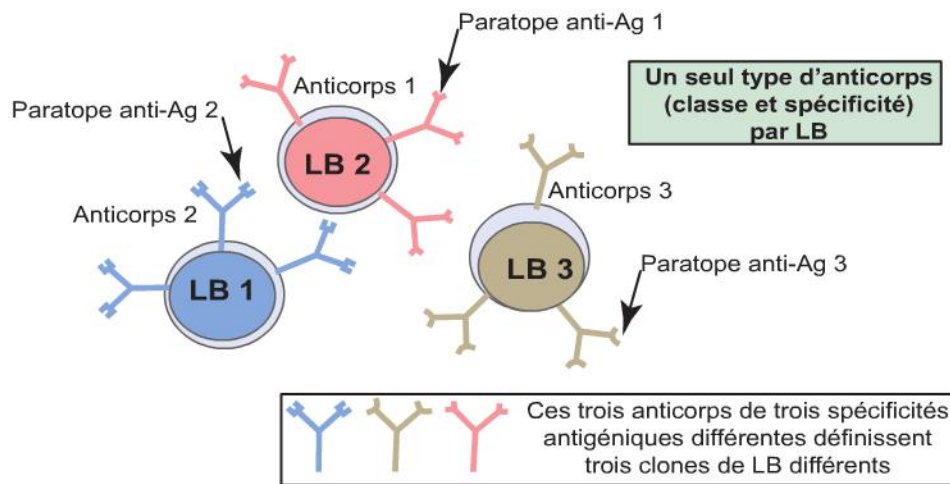 Paratope anti-Ag 1
Anticorps 1
Paratope anti-Ag 2
Un seul type d'anticorps
(classe et spécificité)
par LB
LB 2
Anticorps 3
Anticorps 2
LB 3
Paratope anti-Ag 3
LB 1
Ces trois anticorps de trois spécificités
antigéniques différentes définissent
trois clones de LB différents